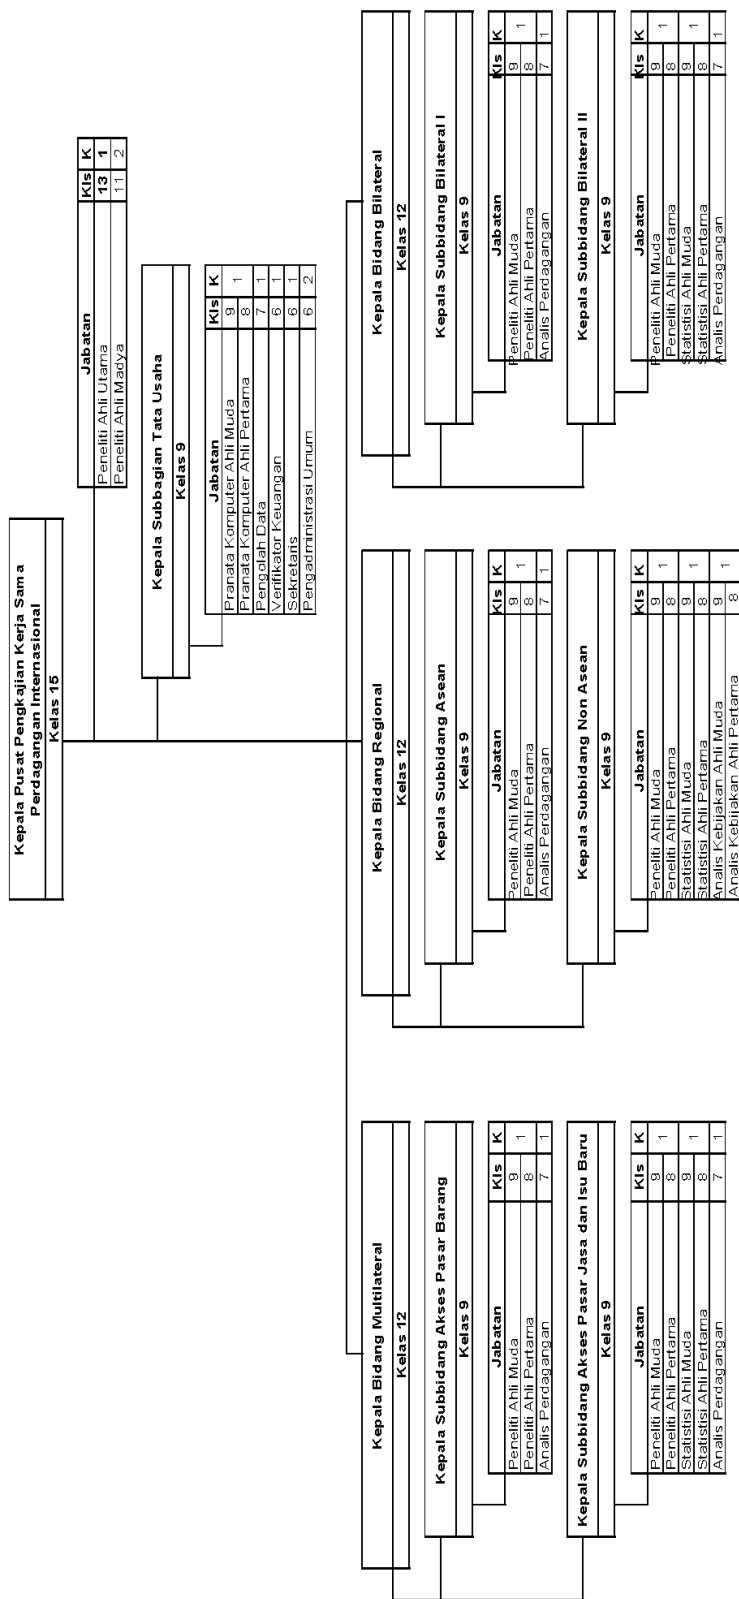 Kepala Pusat Pengkajian Kerja Sama
Perdagangan Internasional
Kelas 15
Jabatan Kls K
Peneliti Ahli Utama 13 1
Peneliti Ahli Madya 11 2
Kepala Subbagian Tata Usaha
Kelas 9
Jabatan Kls K
Pranata Komputer Ahli Muda 9 1
Pranata Komputer Ahli Pertama 8
Pengolah Data 7 1
Verifikator Keuangan 6 1
Sekretaris 6 1
Pengadministrasi Umum 6 2
Kepala Bidang Multilateral
Kelas 12
Kepala Subbidang Akses Pasar Barang
Kelas 9
Jabatan Kls K
Peneliti Ahli Muda 9 1
Peneliti Ahli Pertama 8
Analis Perdagangan 7 1
Kepala Subbidang Akses Pasar Jasa dan Isu Baru
Kelas 9
Jabatan Kls K
Peneliti Ahli Muda 9 1
Peneliti Ahli Pertama 8
Statistisi Ahli Muda 9 1
Statistisi Ahli Pertama 8
Analis Perdagangan 7 1
Kepala Bidang Regional
Kelas 12
Kepala Subbidang Asean
Kelas 9
Jabatan Kls K
Peneliti Ahli Muda 9 1
Peneliti Ahli Pertama 8
Analis Perdagangan 7 1
Kepala Subbidang Non Asean
Kelas 9
Jabatan Kls K
Peneliti Ahli Muda 9 1
Peneliti Ahli Pertama 8
Statistisi Ahli Muda 9 1
Statistisi Ahli Pertama 8
Analis Kebijakan Ahli Muda 9 1
Analis Kebijakan Ahli Pertama 8
Kepala Bidang Bilateral
Kelas 12
Kepala Subbidang Bilateral I
Kelas 9
Jabatan Kls K
Peneliti Ahli Muda 9 1
Peneliti Ahli Pertama 8
Analis Perdagangan 7 1
Kepala Subbidang Bilateral II
Kelas 9
Jabatan Kls K
Peneliti Ahli Muda 9 1
Peneliti Ahli Pertama 8
Statistisi Ahli Muda 9 1
Statistisi Ahli Pertama 8
Analis Perdagangan 7 1